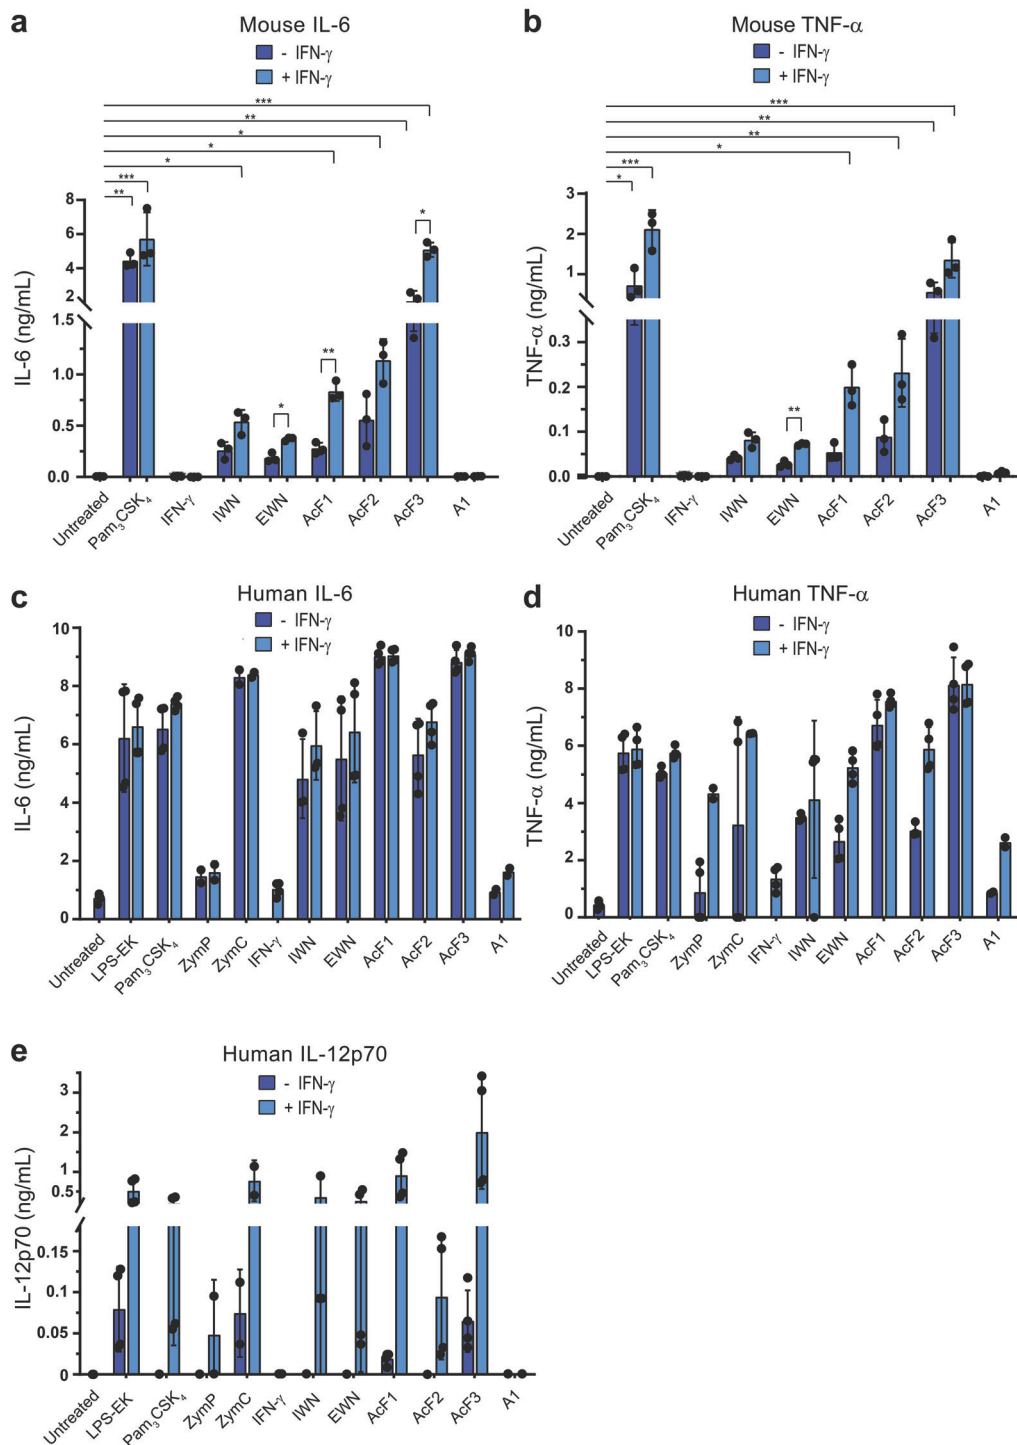 a
Mouse IL-6
- IFN-γ
+ IFN-γ
***
**
*
*
*
***
**
*
**
*
IL-6 (ng/mL)
8
6
4
2
1.5
1.0
0.5
0.0
Untreated
Pam3CSK4
IFN-γ
IWN
EWN
AcF1
AcF2
AcF3
A1
b
Mouse TNF-α
- IFN-γ
+ IFN-γ
***
**
**
*
***
*
**
TNF-α (ng/mL)
3
2
1
0.3
0.2
0.1
0.0
Untreated
Pam3CSK4
IFN-γ
IWN
EWN
AcF1
AcF2
AcF3
A1
c
Human IL-6
- IFN-γ
+ IFN-γ
IL-6 (ng/mL)
10
8
6
4
2
0
Untreated
LPS-EK
Pam3CSK4
ZymP
ZymC
IFN-γ
IWN
EWN
AcF1
AcF2
AcF3
A1
d
Human TNF-α
- IFN-γ
+ IFN-γ
TNF-α (ng/mL)
10
8
6
4
2
0
Untreated
LPS-EK
Pam3CSK4
ZymP
ZymC
IFN-γ
IWN
EWN
AcF1
AcF2
AcF3
A1
e
Human IL-12p70
- IFN-γ
+ IFN-γ
IL-12p70 (ng/mL)
3
2
1
0.5
0.15
0.1
0.05
0
Untreated
LPS-EK
Pam3CSK4
ZymP
ZymC
IFN-γ
IWN
EWN
AcF1
AcF2
AcF3
A1